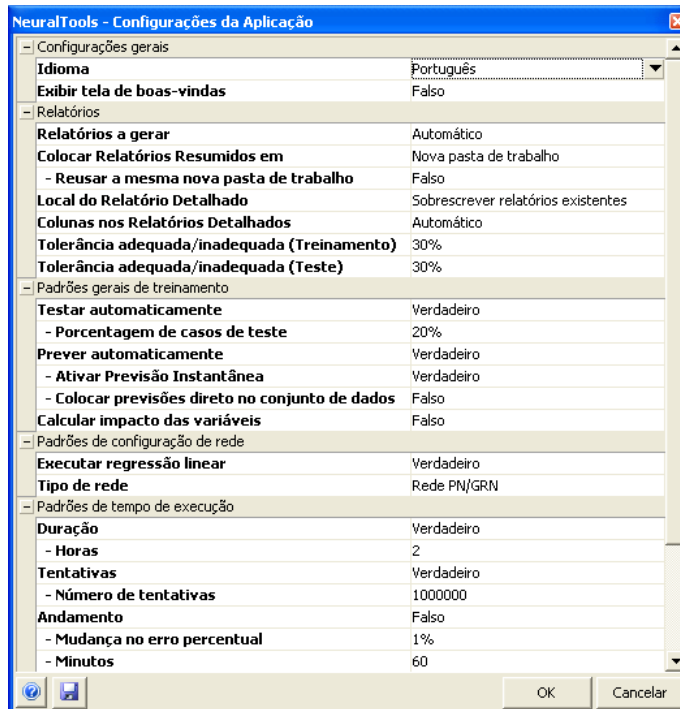 NeuralTools - Configurações da Aplicação
Configurações gerais
Idioma Português
Exibir tela de boas-vindas Falso
Relatórios
Relatórios a gerar Automático
Colocar Relatórios Resumidos em Nova pasta de trabalho
- Reusar a mesma nova pasta de trabalho Falso
Local do Relatório Detalhado Sobrescrever relatórios existentes
Colunas nos Relatórios Detalhados Automático
Tolerância adequada/inadequada (Treinamento) 30%
Tolerância adequada/inadequada (Teste) 30%
Padrões gerais de treinamento
Testar automaticamente Verdadeiro
- Porcentagem de casos de teste 20%
Prever automaticamente Verdadeiro
- Ativar Previsão Instantânea Verdadeiro
- Colocar previsões direto no conjunto de dados Falso
Calcular impacto das variáveis Falso
Padrões de configuração de rede
Executar regressão linear Verdadeiro
Tipo de rede Rede PN/GRN
Padrões de tempo de execução
Duração Verdadeiro
- Horas 2
Tentativas Verdadeiro
- Número de tentativas 1000000
Andamento Falso
- Mudança no erro percentual 1%
- Minutos 60
OK Cancelar